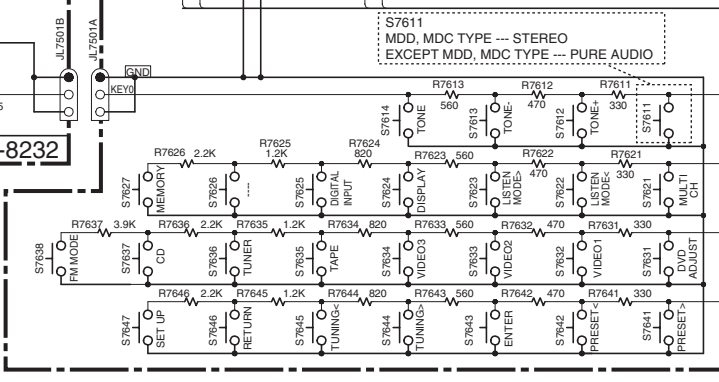 S7611
MDD, MDC TYPE --- STEREO
EXCEPT MDD, MDC TYPE --- PURE AUDIO
JL7501B
JL7501A
GND
KEY0
-8232
R7613
560
R7612
470
R7611
330
S7614
TONE
S7613
TONE-
S7612
TONE+
S7611
R7626 2.2K
R7625
1.2K
R7624
820
R7623 560
R7622
470
R7621
330
S7627
MEMORY
S7626
----
S7625
DIGITAL
INPUT
S7624
DISPLAY
S7623
LISTEN
MODE>
S7622
LISTEN
MODE<
S7621
MULTI
CH
R7637 3.9K
R7636 2.2K
R7635 1.2K
R7634 820
R7633 560
R7632 470
R7631 330
S7638
FM MODE
S7637
CD
S7636
TUNER
S7635
TAPE
S7634
VIDEO3
S7633
VIDEO2
S7632
VIDEO1
S7631
DVD
ADJUST
R7646 2.2K
R7645 1.2K
R7644 820
R7643 560
R7642 470
R7641 330
S7647
SET UP
S7646
RETURN
S7645
TUNING<
S7644
TUNING>
S7643
ENTER
S7642
PRESET<
S7641
PRESET>